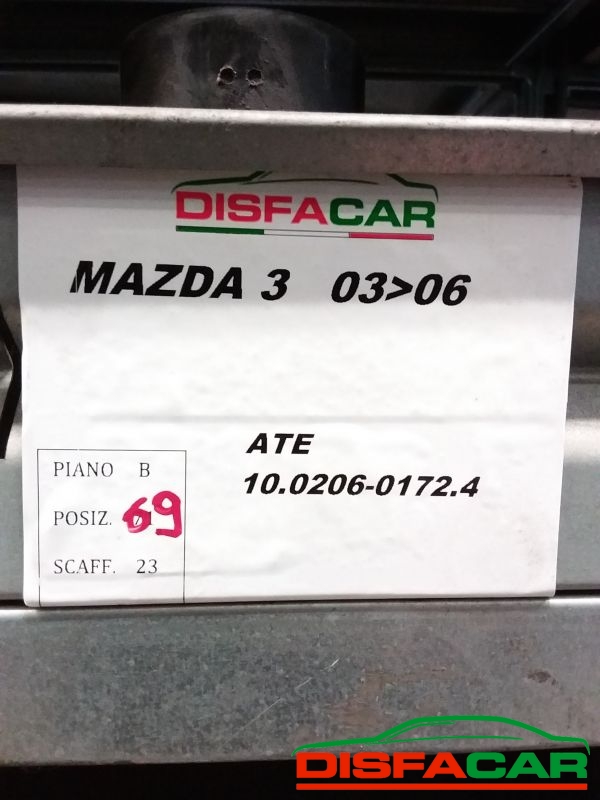 DISFACAR
MAZDA 3 03>06
ATE
10.0206-0172.4
PIANO B
POSIZ. 69
SCAFF. 23
DISFACAR